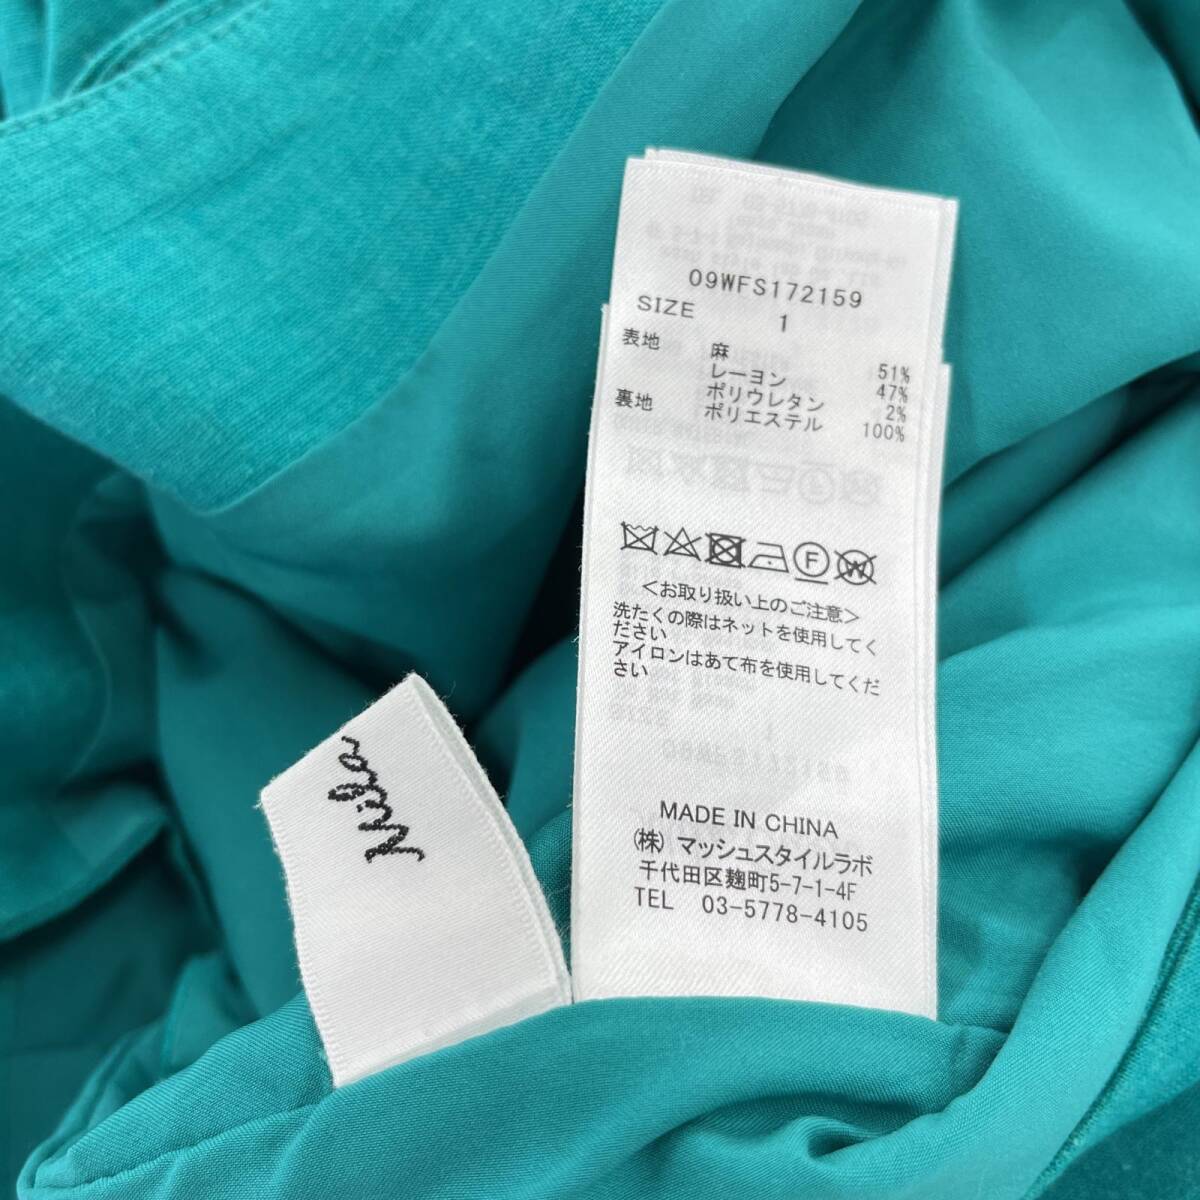 09WFS172159
SIZE 1
表地 麻 51%
レーヨン 47%
ポリウレタン 2%
裏地 ポリエステル 100%
F W
＜お取り扱い上のご注意＞
洗たくの際はネットを使用してく
ださい
アイロンはあて布を使用してくだ
さい
MADE IN CHINA
(株) マッシュスタイルラボ
千代田区麹町5-7-1-4F
TEL 03-5778-4105
Mila